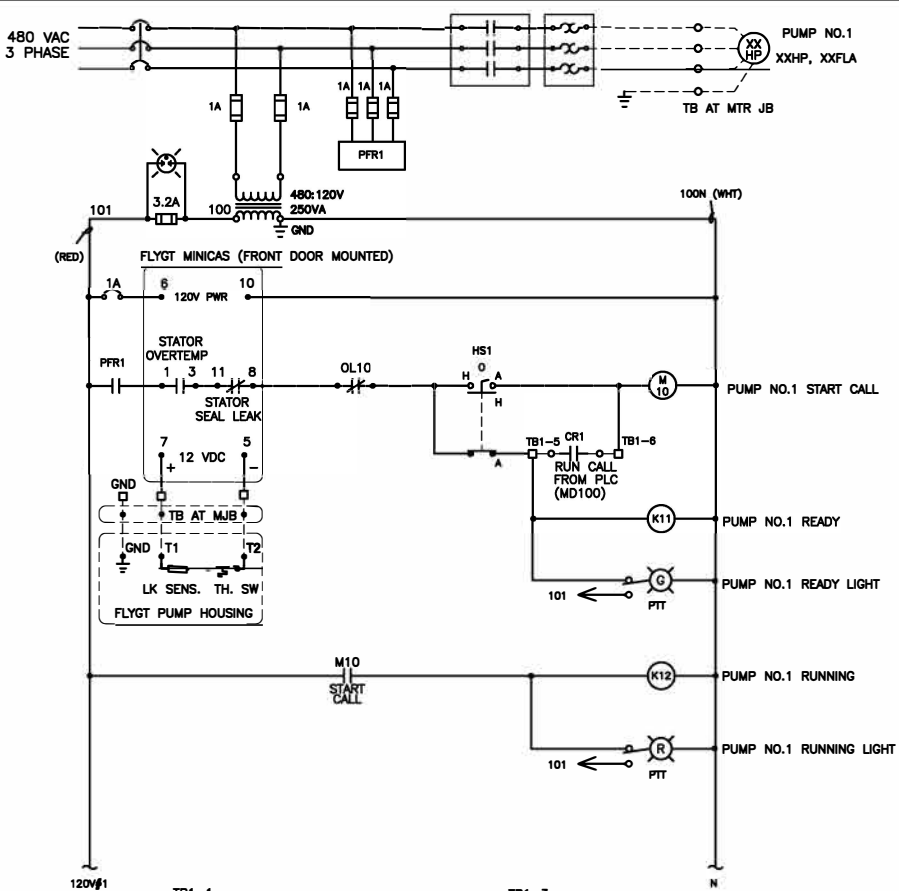 480 VAC
3 PHASE
PUMP NO.1
XX
HP
XXHP, XXFLA
TB AT MTR JB
1A
1A
1A
1A
1A
PFR1
3.2A
480:120V
250VA
101
100
GND
100N (WHT)
(RED)
FLYGT MINICAS (FRONT DOOR MOUNTED)
1A
6
120V PWR
10
STATOR
OVERTEMP
PFR1
1
3
11
8
STATOR
SEAL LEAK
OL10
HS1
O
H
A
H
M
10
PUMP NO.1 START CALL
A
TB1-5
CR1
TB1-6
RUN CALL
FROM PLC
(MD100)
7
+
12 VDC
5
-
GND
TB AT MJB
K11
PUMP NO.1 READY
GND
T1
T2
LK SENS.
TH. SW
FLYGT PUMP HOUSING
101
G
PTT
PUMP NO.1 READY LIGHT
M10
START
CALL
K12
PUMP NO.1 RUNNING
101
R
PTT
PUMP NO.1 RUNNING LIGHT
N